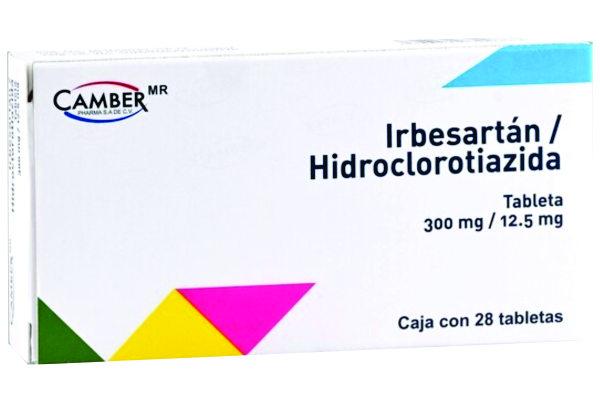 CAMBER MR
PHARMA S.A DE C.V
Irbesartán /
Hidroclorotiazida
Tableta
300 mg / 12.5 mg
Caja con 28 tabletas